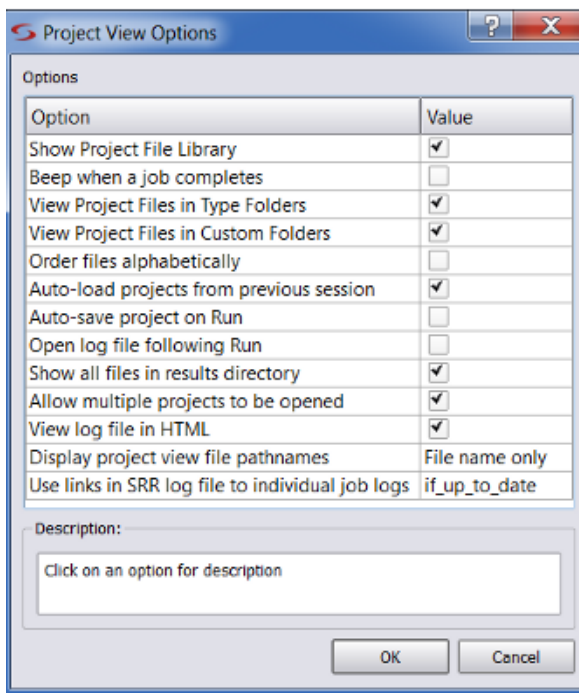 Project View Options
Options
Option Value
Show Project File Library
Beep when a job completes
View Project Files in Type Folders
View Project Files in Custom Folders
Order files alphabetically
Auto-load projects from previous session
Auto-save project on Run
Open log file following Run
Show all files in results directory
Allow multiple projects to be opened
View log file in HTML
Display project view file pathnames File name only
Use links in SRR log file to individual job logs if_up_to_date
Description:
Click on an option for description
OK Cancel